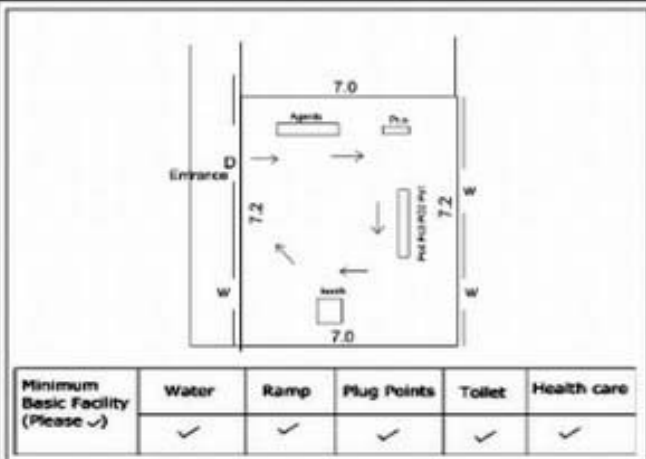 7.0
Agents
Pro
D
Entrance
7.2
7.2
W
W
W
7.0
Minimum Basic Facility (Please ✓)
Water
Ramp
Plug Points
Toilet
Health care
✓ ✓ ✓ ✓ ✓